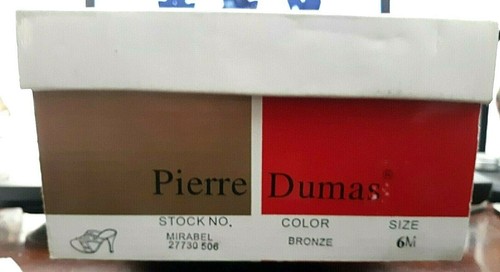 Pierre Dumas®
STOCK NO. COLOR SIZE
MIRABEL BRONZE 6M
27730 506